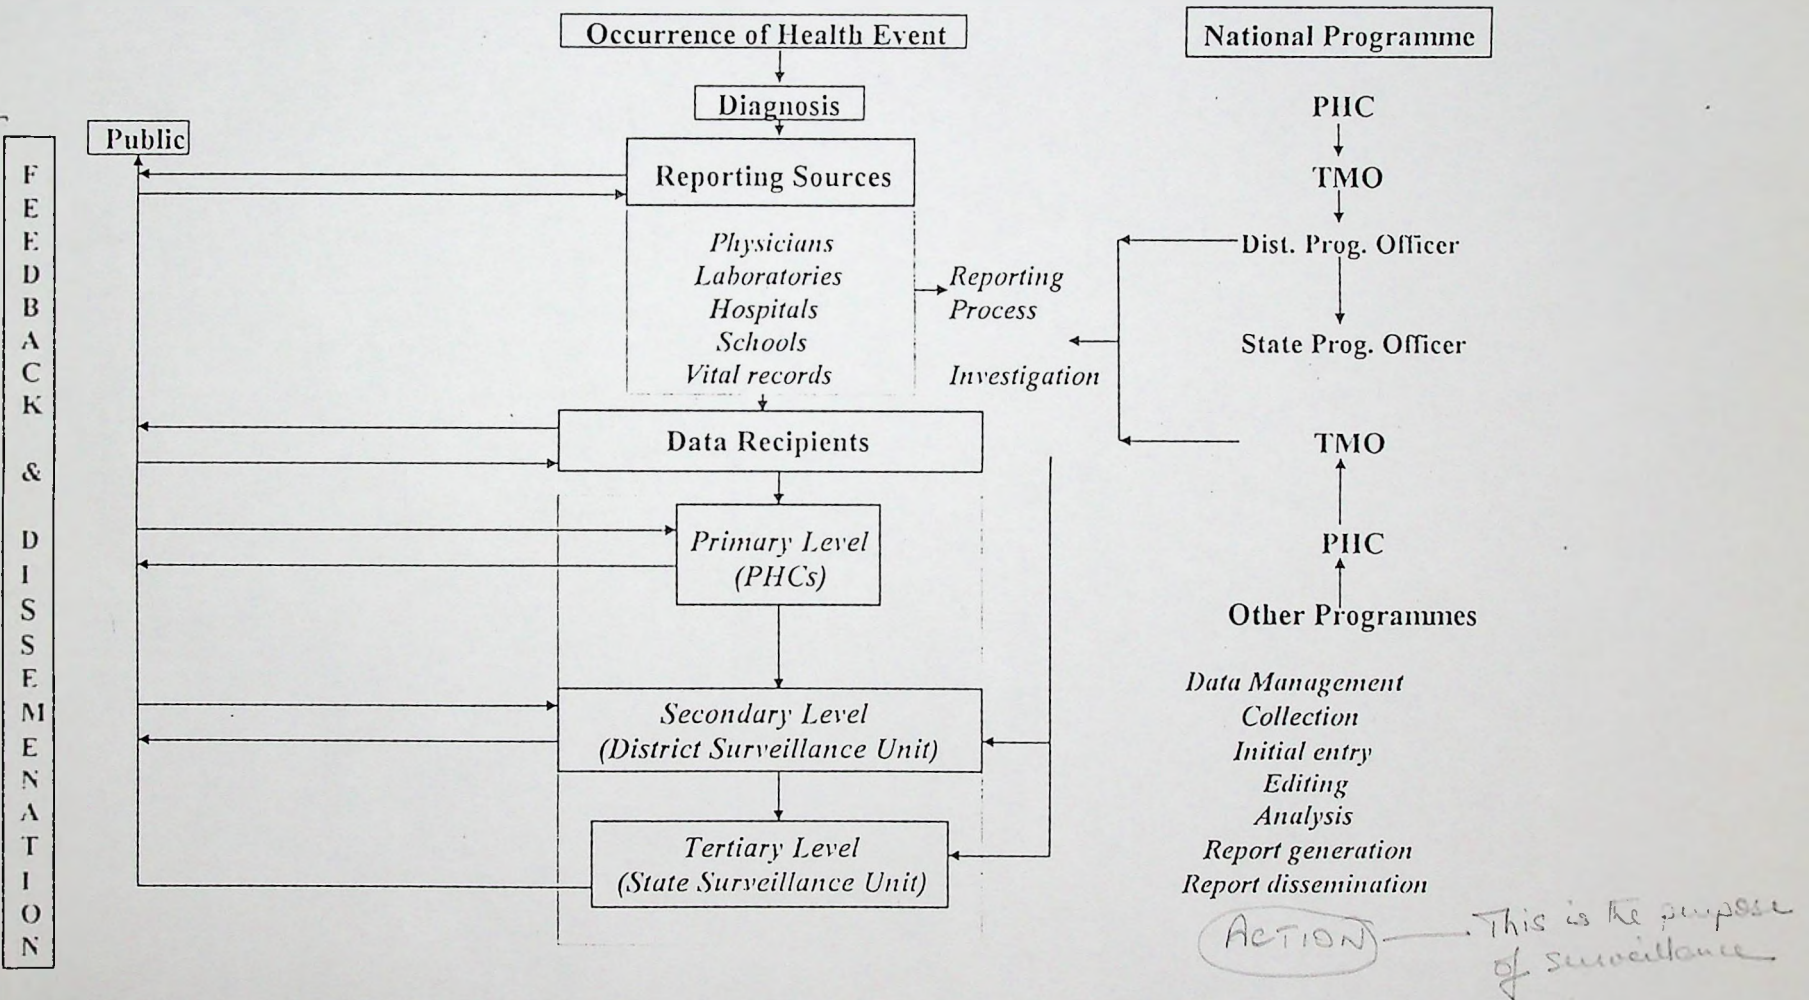 Occurrence of Health Event
Diagnosis
Public
Reporting Sources
Physicians
Laboratories
Hospitals
Schools
Vital records
Reporting
Process
Investigation
Data Recipients
Primary Level
(PHCs)
Secondary Level
(District Surveillance Unit)
Tertiary Level
(State Surveillance Unit)
FEEDBACK & DISSEMENATION
National Programme
PHC
TMO
Dist. Prog. Officer
State Prog. Officer
TMO
PHC
Other Programmes
Data Management
Collection
Initial entry
Editing
Analysis
Report generation
Report dissemination
ACTION
This is the purpose
of surveillance